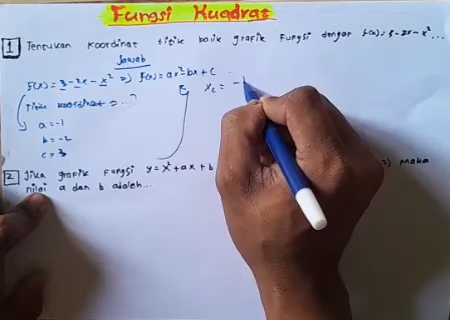 Fungsi Kuadrat
1 Tentukan Koordinat titik balik grafik Fungsi dengan f(x) = 3 - 2x - x² ...
Jawab
f(x) = 3 - 2x - x² => f(x) = ax² - bx + c
Titik koordinat = ...?
xc = -
a = -1
b = -2
c = 3
2 Jika grafik fungsi y = x² + ax + b maka
nilai a dan b adalah...